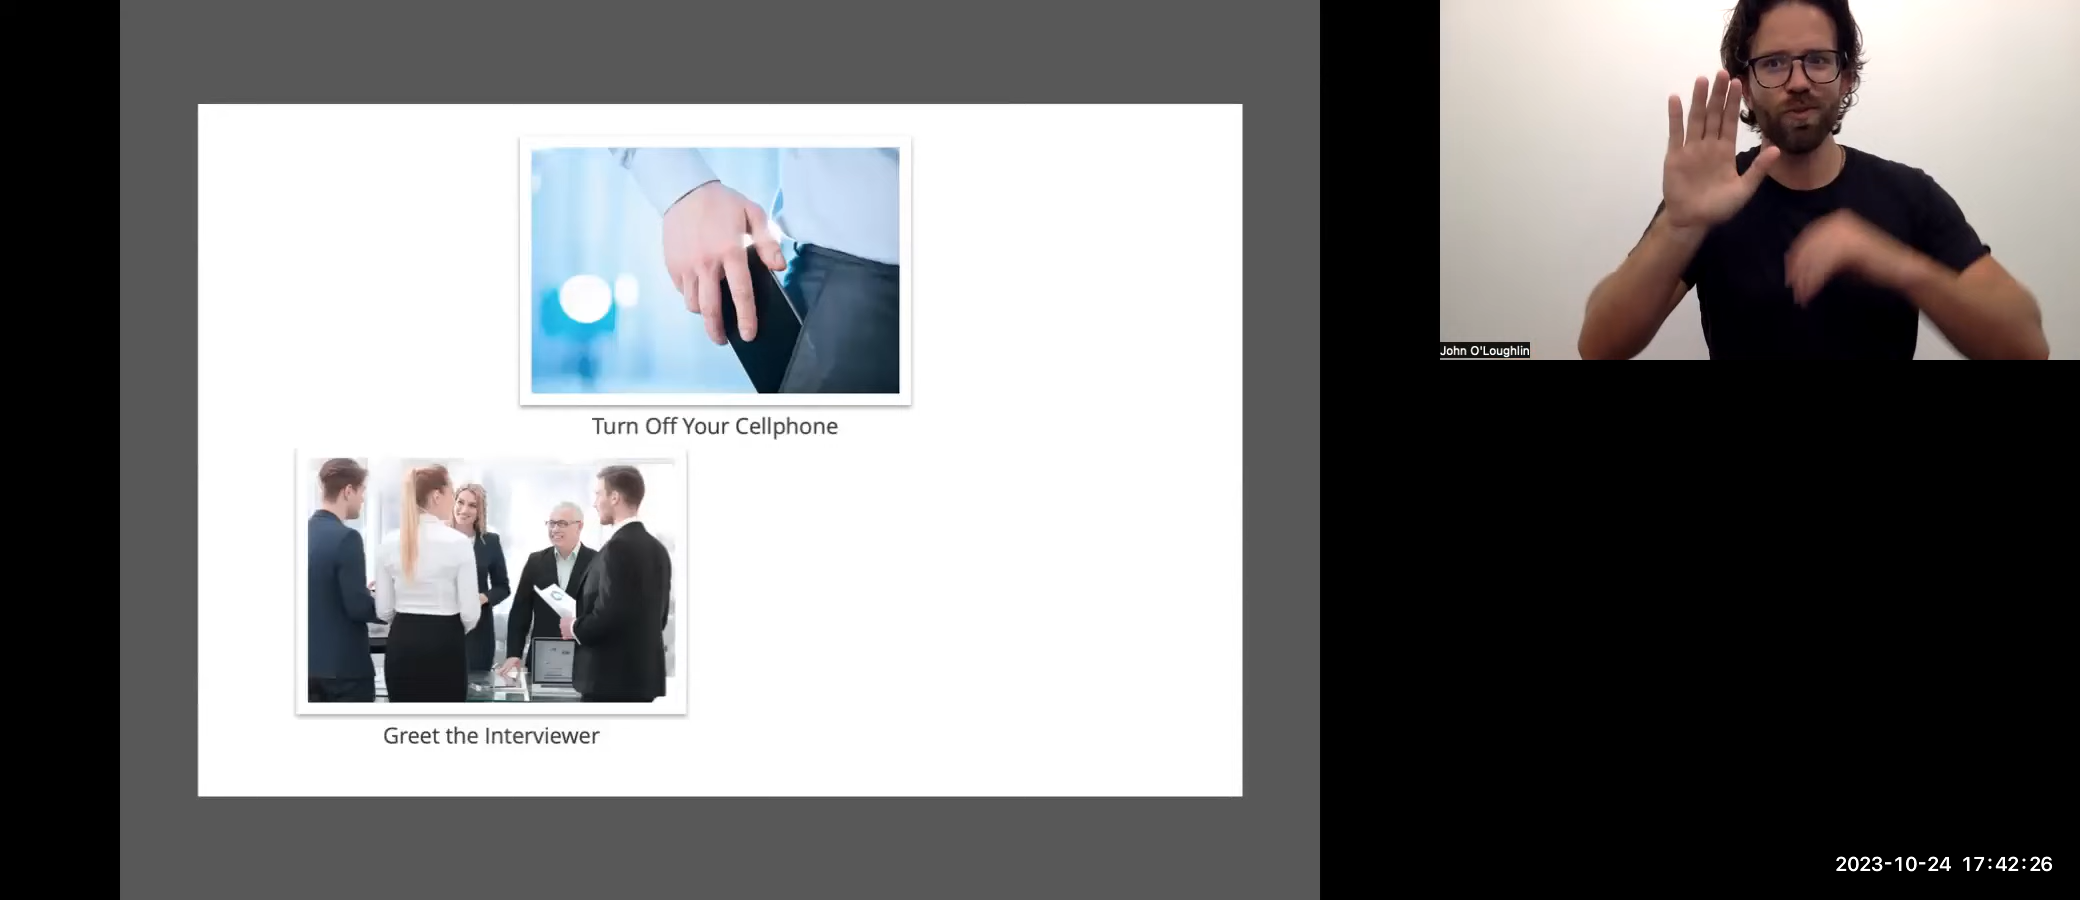 Turn Off Your Cellphone
Greet the Interviewer
John O'Loughlin
2023-10-24 17:42:26